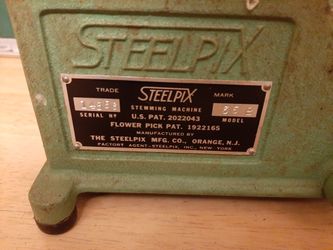 STEELPIX
TRADE STEELPIX MARK
STEMMING MACHINE
SERIAL Nº U.S. PAT. 2022043 MODEL
FLOWER PICK PAT. 1922165
MANUFACTURED BY
THE STEELPIX MFG. CO., ORANGE, N.J.
FACTORY AGENT-STEELPIX, INC., NEW YORK